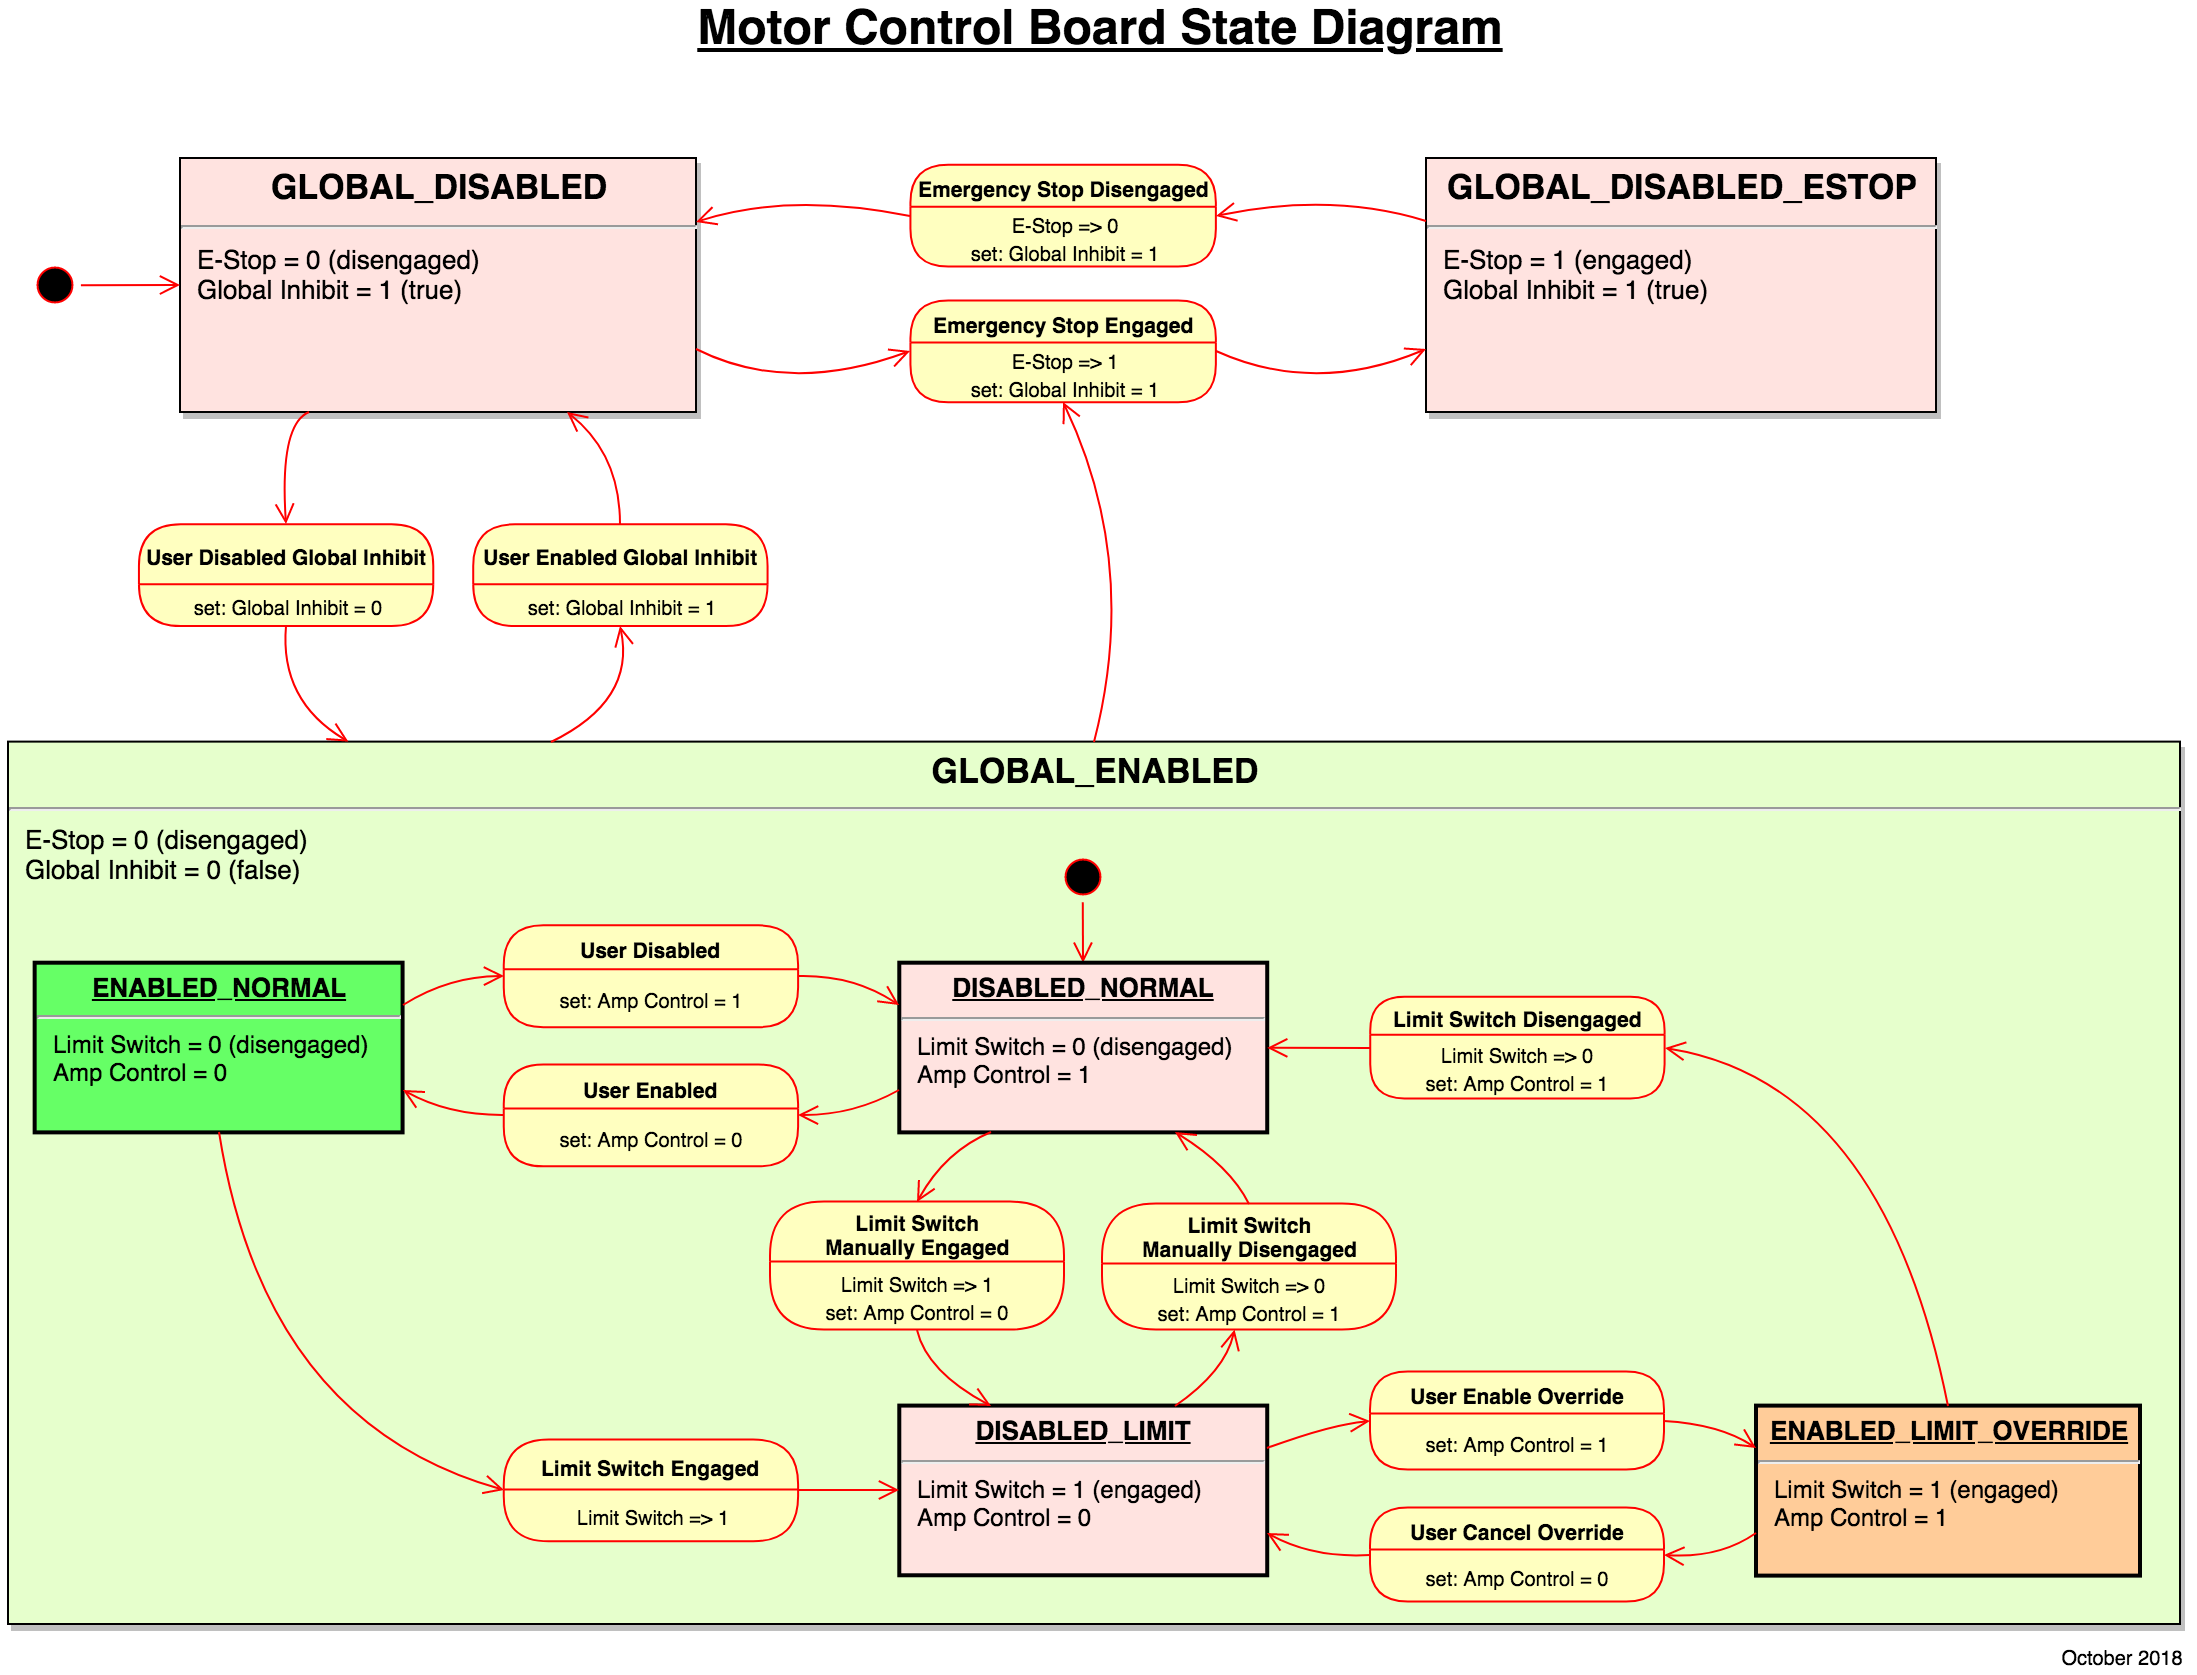 Motor Control Board State Diagram
GLOBAL_DISABLED
E-Stop = 0 (disengaged)
Global Inhibit = 1 (true)
Emergency Stop Disengaged
E-Stop => 0
set: Global Inhibit = 1
Emergency Stop Engaged
E-Stop => 1
set: Global Inhibit = 1
GLOBAL_DISABLED_ESTOP
E-Stop = 1 (engaged)
Global Inhibit = 1 (true)
User Disabled Global Inhibit
set: Global Inhibit = 0
User Enabled Global Inhibit
set: Global Inhibit = 1
GLOBAL_ENABLED
E-Stop = 0 (disengaged)
Global Inhibit = 0 (false)
ENABLED_NORMAL
Limit Switch = 0 (disengaged)
Amp Control = 0
User Disabled
set: Amp Control = 1
User Enabled
set: Amp Control = 0
DISABLED_NORMAL
Limit Switch = 0 (disengaged)
Amp Control = 1
Limit Switch Disengaged
Limit Switch => 0
set: Amp Control = 1
Limit Switch
Manually Engaged
Limit Switch => 1
set: Amp Control = 0
Limit Switch
Manually Disengaged
Limit Switch => 0
set: Amp Control = 1
Limit Switch Engaged
Limit Switch => 1
DISABLED_LIMIT
Limit Switch = 1 (engaged)
Amp Control = 0
User Enable Override
set: Amp Control = 1
User Cancel Override
set: Amp Control = 0
ENABLED_LIMIT_OVERRIDE
Limit Switch = 1 (engaged)
Amp Control = 1
October 2018